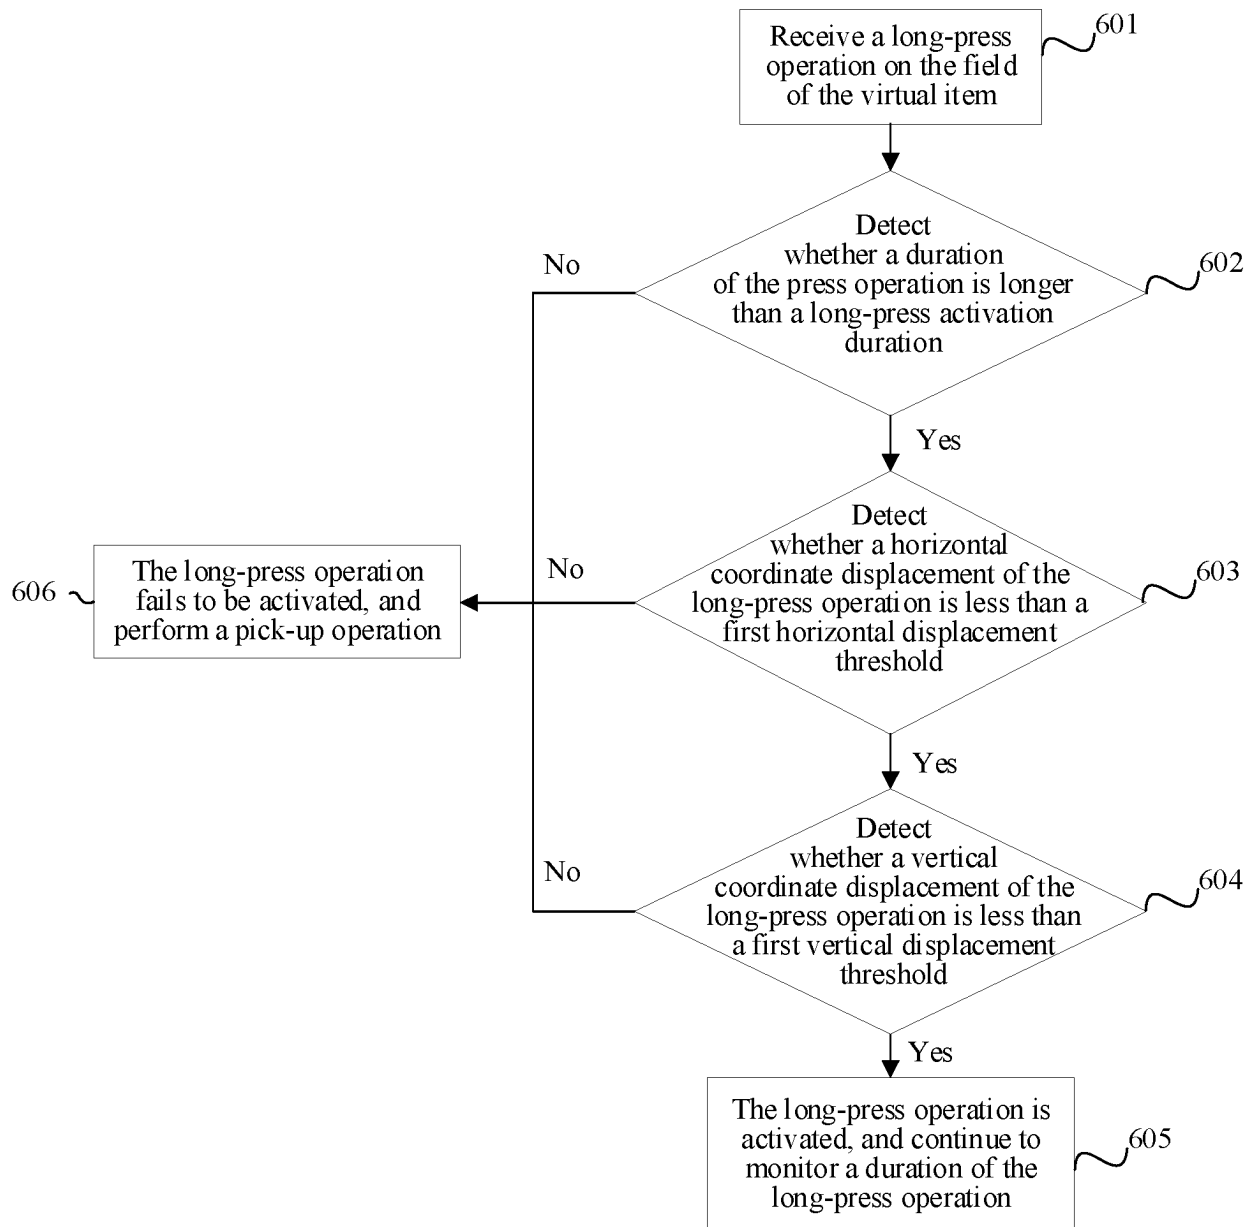 Receive a long-press
operation on the field
of the virtual item
601
Detect
whether a duration
of the press operation is longer
than a long-press activation
duration
602
No
Yes
Detect
whether a horizontal
coordinate displacement of the
long-press operation is less than a
first horizontal displacement
threshold
603
No
The long-press operation
fails to be activated, and
perform a pick-up operation
606
Yes
Detect
whether a vertical
coordinate displacement of the
long-press operation is less than
a first vertical displacement
threshold
604
No
Yes
The long-press operation is
activated, and continue to
monitor a duration of the
long-press operation
605